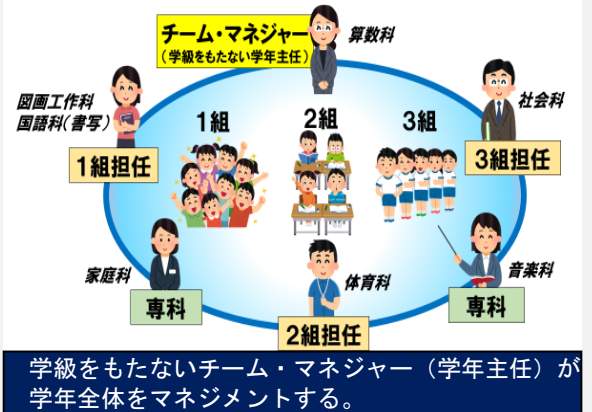 チーム・マネジャー
（学級をもたない学年主任）
算数科
図画工作科
国語科（書写）
1組担任
1組
2組
3組
社会科
3組担任
家庭科
専科
体育科
2組担任
音楽科
専科
学級をもたないチーム・マネジャー（学年主任）が
学年全体をマネジメントする。